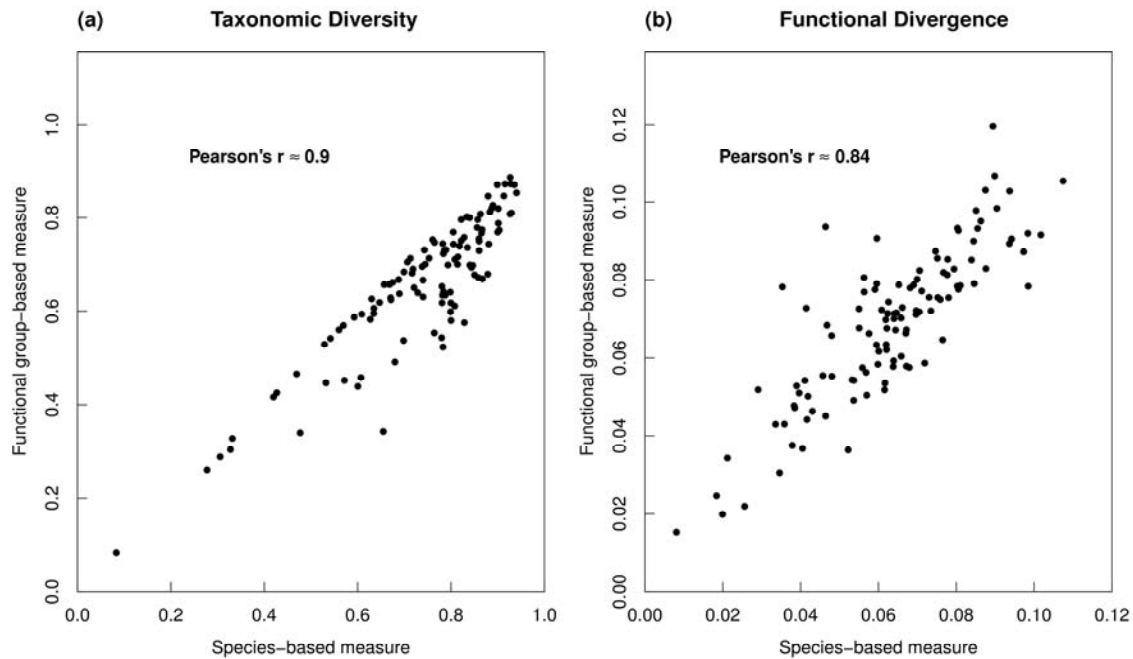 (a) Taxonomic Diversity
Pearson's r ≈ 0.9
Functional group−based measure
0.0 0.2 0.4 0.6 0.8 1.0
0.0 0.2 0.4 0.6 0.8 1.0
Species−based measure
(b) Functional Divergence
Pearson's r ≈ 0.84
Functional group−based measure
0.00 0.02 0.04 0.06 0.08 0.10 0.12
0.00 0.02 0.04 0.06 0.08 0.10 0.12
Species−based measure